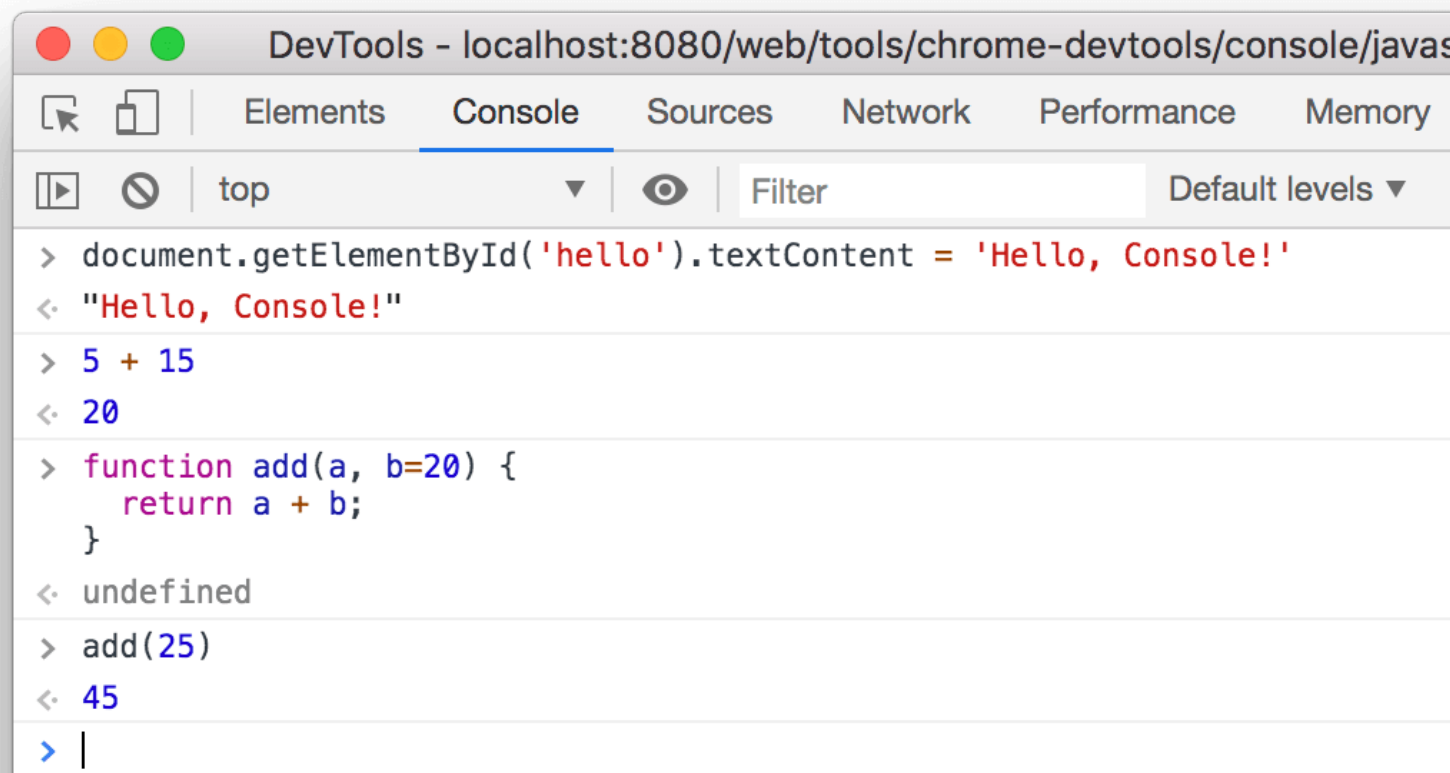 DevTools - localhost:8080/web/tools/chrome-devtools/console/javas
Elements Console Sources Network Performance Memory
top Filter Default levels
> document.getElementById('hello').textContent = 'Hello, Console!'
"Hello, Console!"
> 5 + 15
20
> function add(a, b=20) {
  return a + b;
}
undefined
> add(25)
45
>